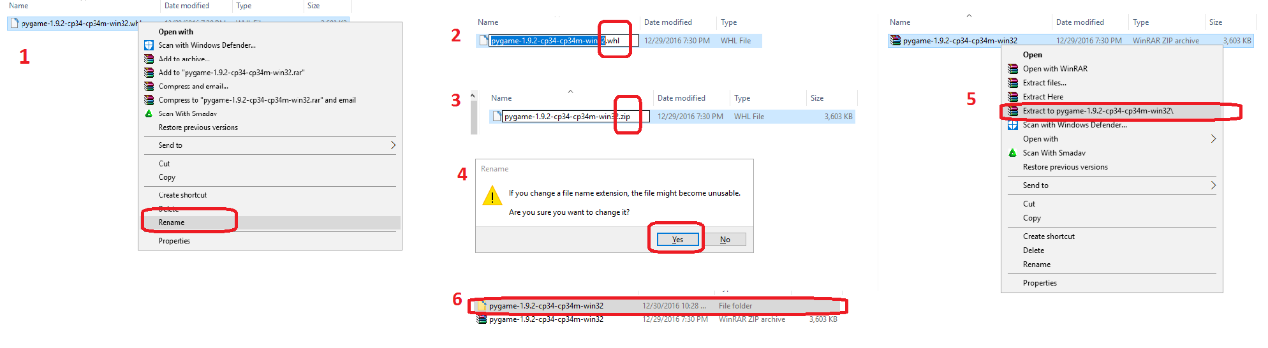 Name Date modified Type Size
pygame-1.9.2-cp34-cp34m-win32.whl 12/29/2016 7:30 PM WHL File 3,603 KB
1
Open with
Scan with Windows Defender...
Add to archive...
Add to "pygame-1.9.2-cp34-cp34m-win32.rar"
Compress and email...
Compress to "pygame-1.9.2-cp34-cp34m-win32.rar" and email
Scan With Smadav
Restore previous versions
Send to
Cut
Copy
Create shortcut
Delete
Rename
Properties
2
Name Date modified Type
pygame-1.9.2-cp34-cp34m-win32.whl 12/29/2016 7:30 PM WHL File
3
Name Date modified Type Size
pygame-1.9.2-cp34-cp34m-win32.zip 12/29/2016 7:30 PM WHL File 3,603 KB
4
Rename
If you change a file name extension, the file might become unusable.
Are you sure you want to change it?
Yes No
6
pygame-1.9.2-cp34-cp34m-win32 12/30/2016 10:28 ... File folder
pygame-1.9.2-cp34-cp34m-win32 12/29/2016 7:30 PM WinRAR ZIP archive 3,603 KB
Name Date modified Type Size
pygame-1.9.2-cp34-cp34m-win32 12/29/2016 7:30 PM WinRAR ZIP archive 3,603 KB
5
Open
Open with WinRAR
Extract files...
Extract Here
Extract to pygame-1.9.2-cp34-cp34m-win32\
Scan with Windows Defender...
Open with
Scan With Smadav
Restore previous versions
Send to
Cut
Copy
Create shortcut
Delete
Rename
Properties